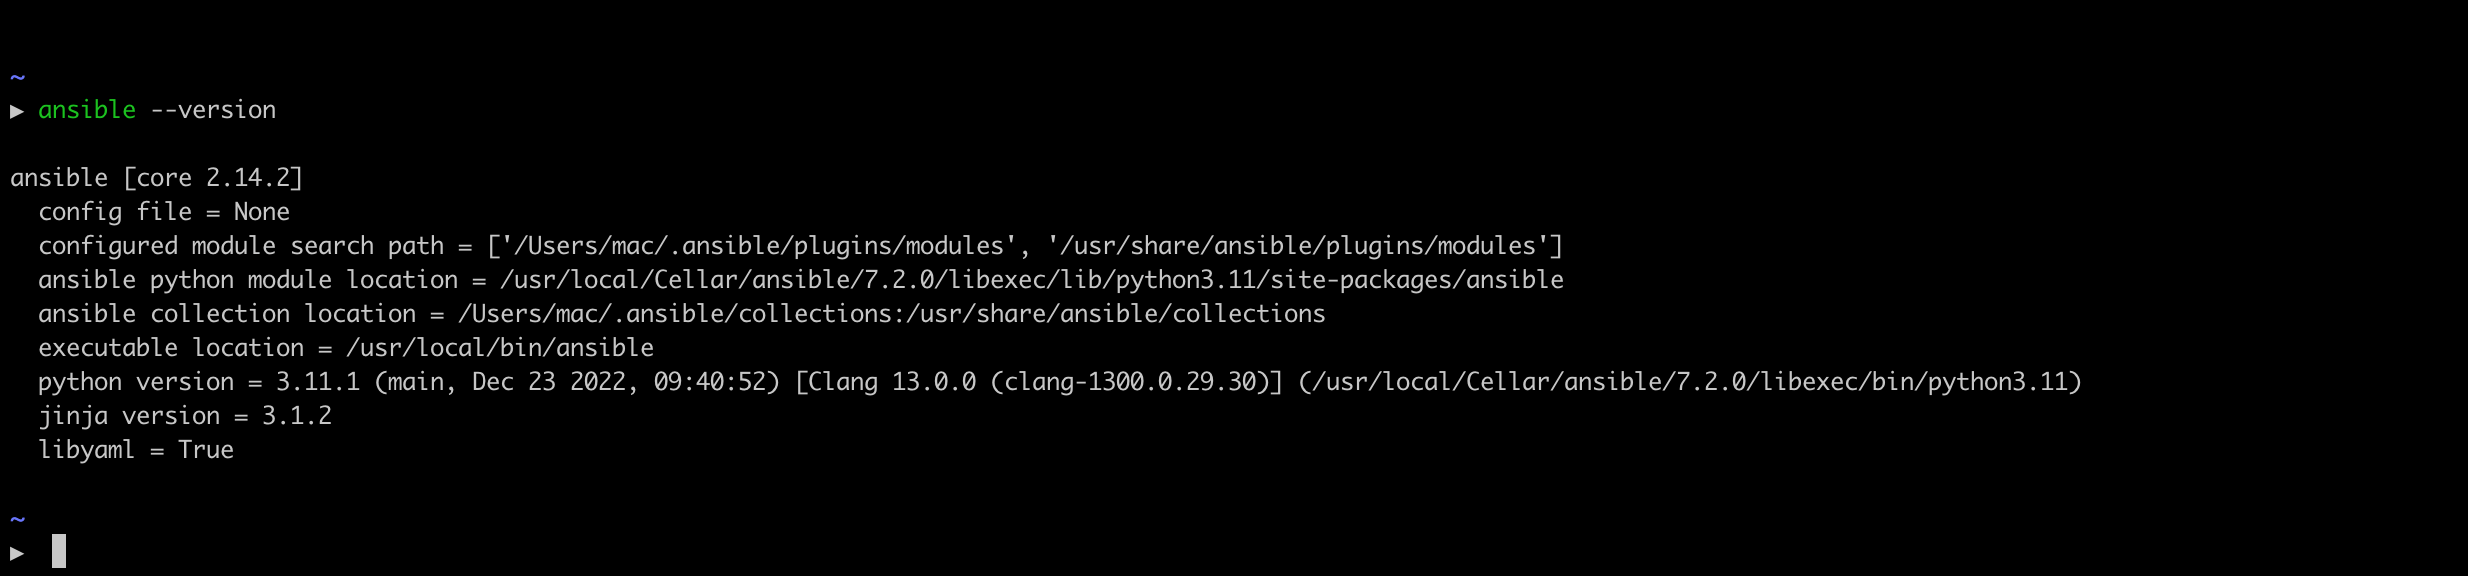 ~
▶ ansible --version
ansible [core 2.14.2]
  config file = None
  configured module search path = ['/Users/mac/.ansible/plugins/modules', '/usr/share/ansible/plugins/modules']
  ansible python module location = /usr/local/Cellar/ansible/7.2.0/libexec/lib/python3.11/site-packages/ansible
  ansible collection location = /Users/mac/.ansible/collections:/usr/share/ansible/collections
  executable location = /usr/local/bin/ansible
  python version = 3.11.1 (main, Dec 23 2022, 09:40:52) [Clang 13.0.0 (clang-1300.0.29.30)] (/usr/local/Cellar/ansible/7.2.0/libexec/bin/python3.11)
  jinja version = 3.1.2
  libyaml = True
~
▶